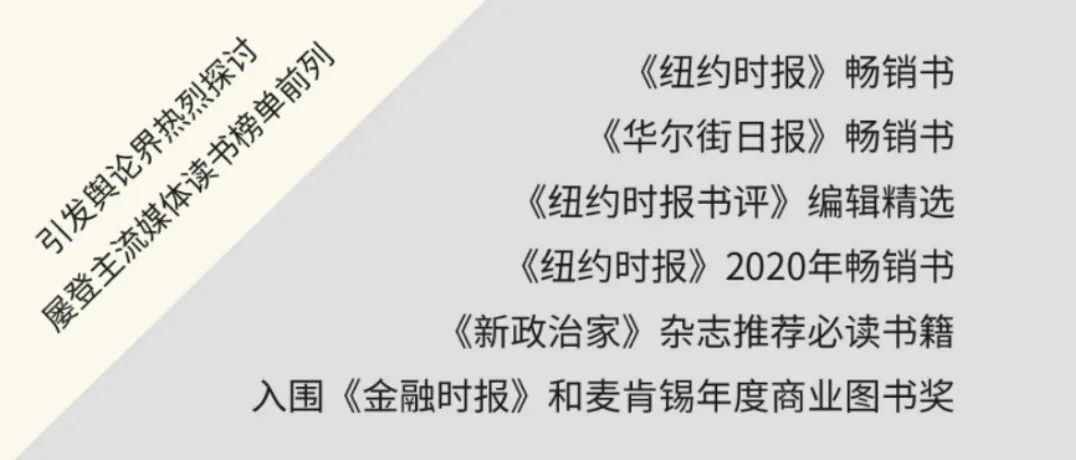 引发舆论界热烈探讨
屡登主流媒体读书榜单前列
《纽约时报》畅销书
《华尔街日报》畅销书
《纽约时报书评》编辑精选
《纽约时报》2020年畅销书
《新政治家》杂志推荐必读书籍
入围《金融时报》和麦肯锡年度商业图书奖